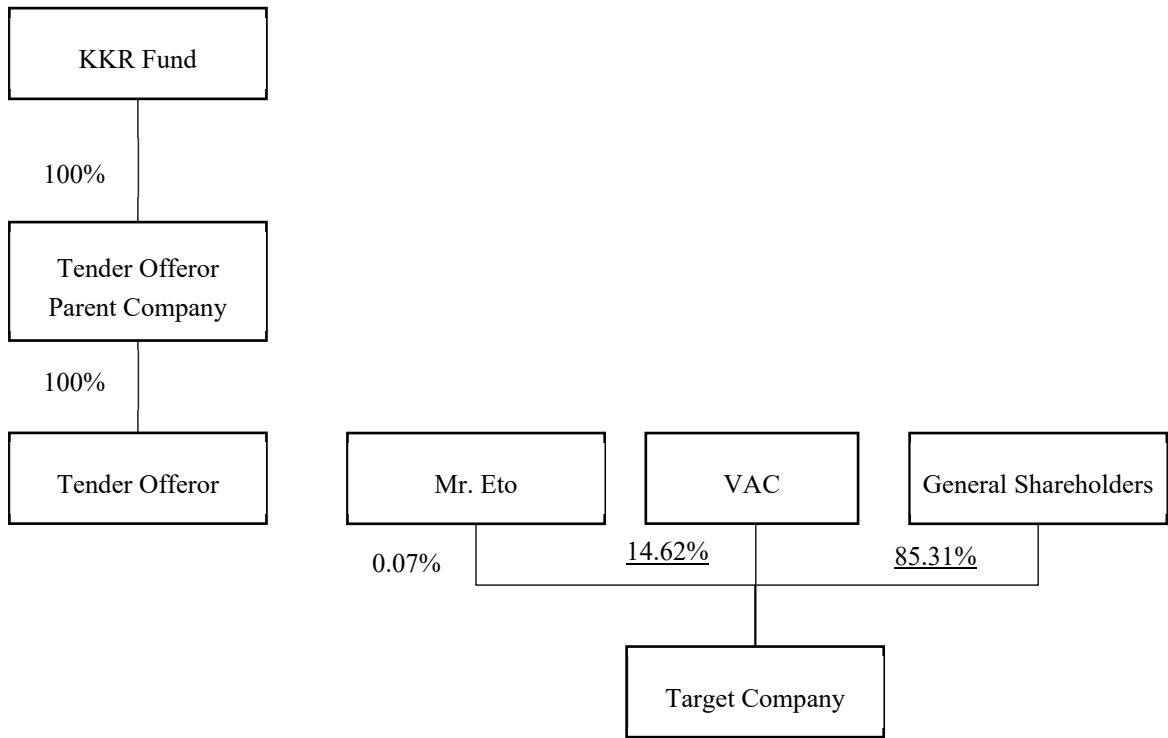 KKR Fund
100%
Tender Offeror
Parent Company
100%
Tender Offeror
Mr. Eto
VAC
General Shareholders
0.07%
14.62%
85.31%
Target Company